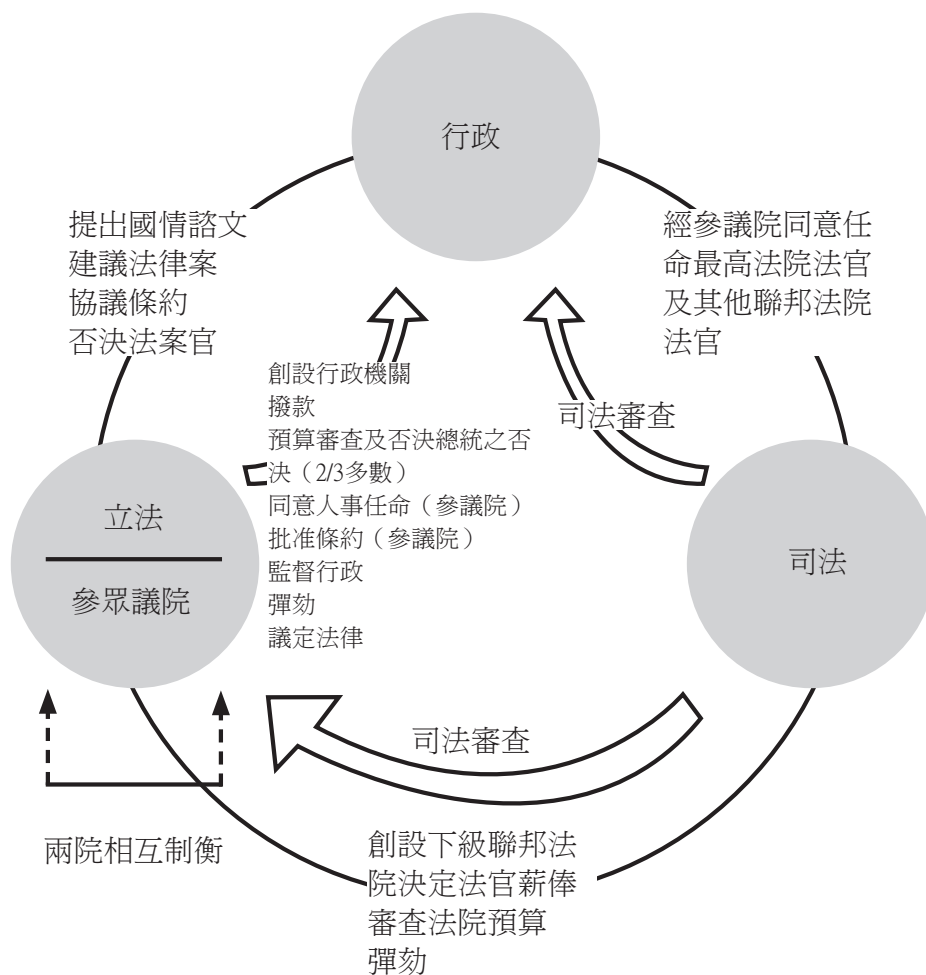 行政
提出國情諮文
建議法律案
協議條約
否決法案官
經參議院同意任
命最高法院法官
及其他聯邦法院
法官
創設行政機關
撥款
預算審查及否決總統之否
決（2/3多數）
同意人事任命（參議院）
批准條約（參議院）
監督行政
彈劾
議定法律
司法審查
立法
參眾議院
司法
司法審查
兩院相互制衡
創設下級聯邦法
院決定法官薪俸
審查法院預算
彈劾